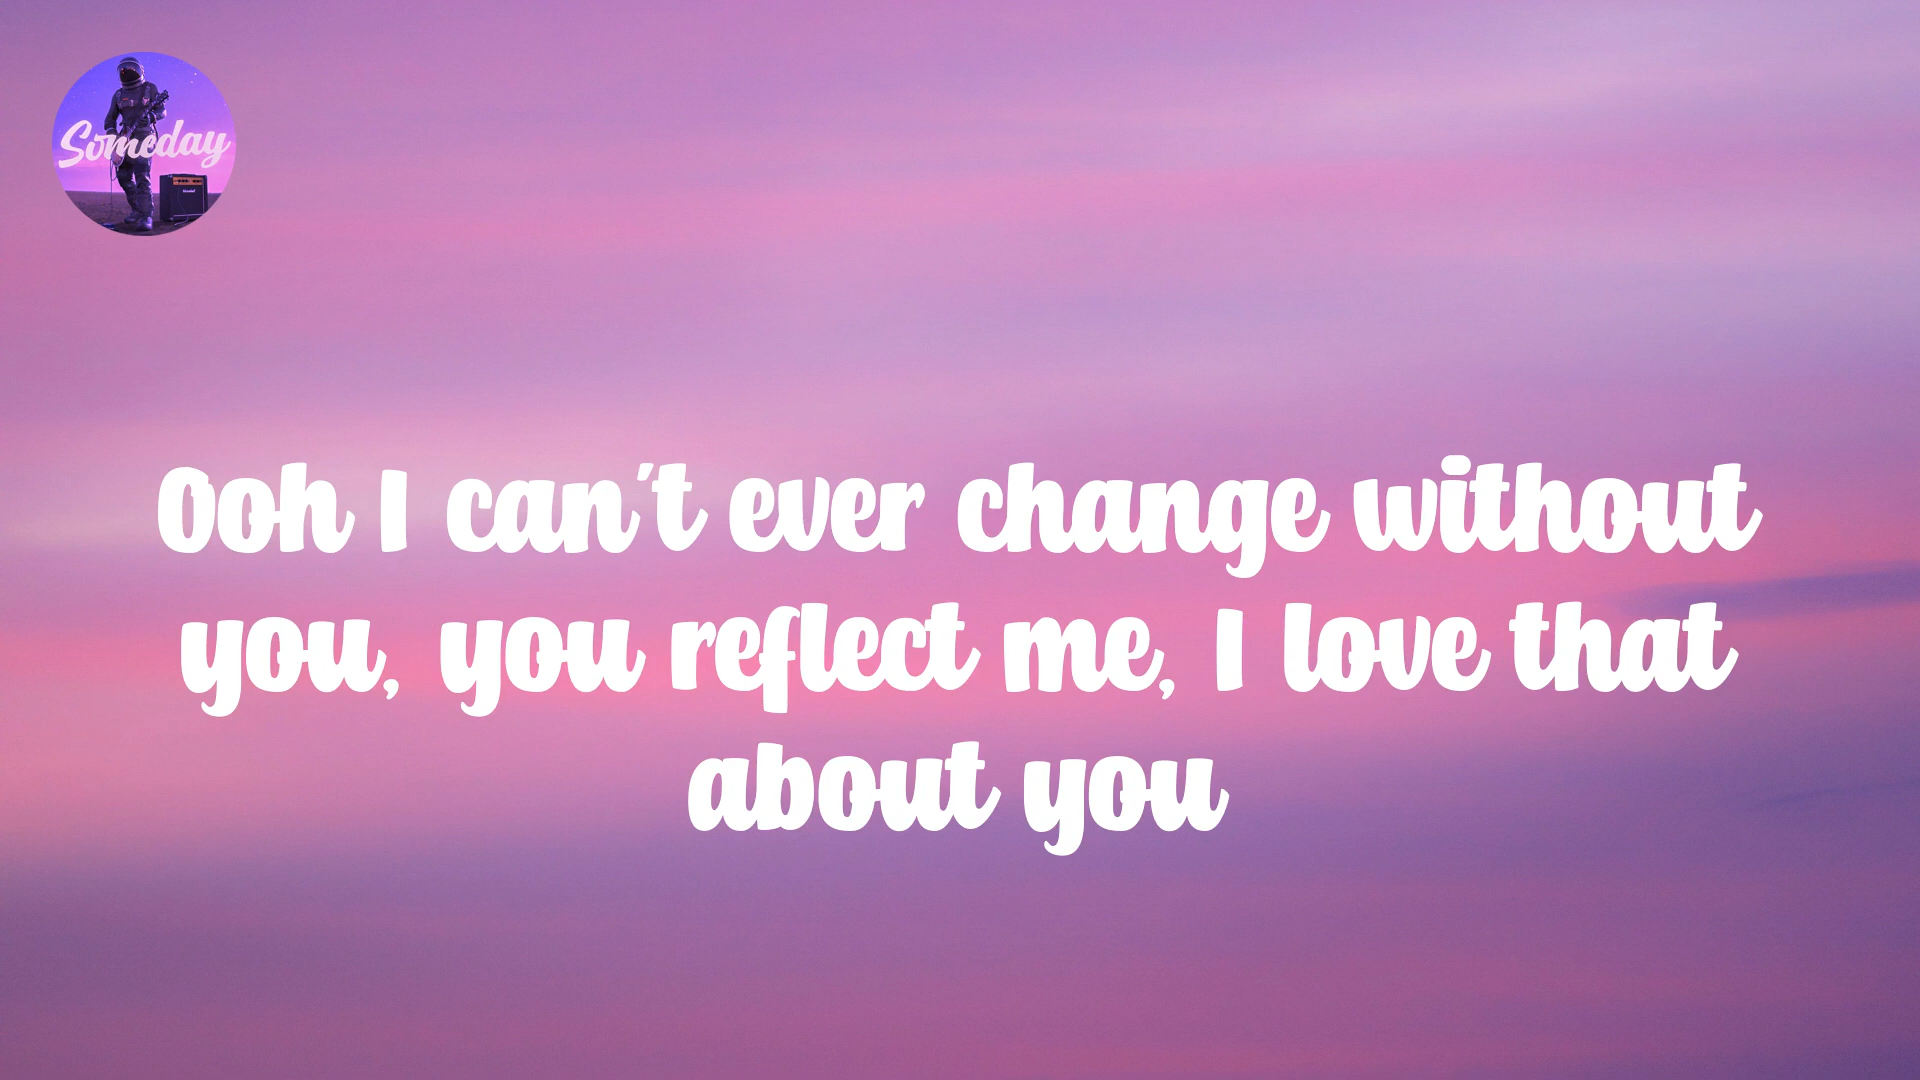 Someday
Ooh I can't ever change without
you, you reflect me, I love that
about you